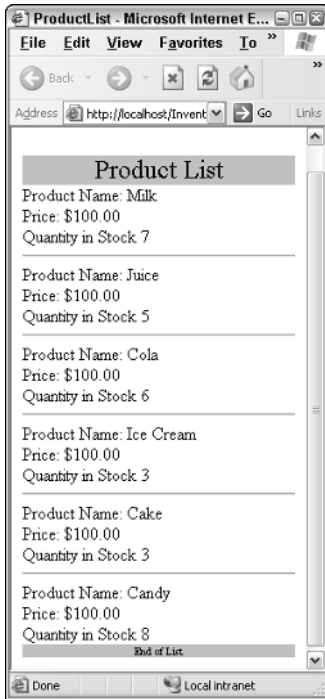 ProductList - Microsoft Internet E...
File Edit View Favorites To »
Back »
Address http://localhost/Invent Go Links
Product List
Product Name: Milk
Price: $100.00
Quantity in Stock 7
Product Name: Juice
Price: $100.00
Quantity in Stock 5
Product Name: Cola
Price: $100.00
Quantity in Stock 6
Product Name: Ice Cream
Price: $100.00
Quantity in Stock 3
Product Name: Cake
Price: $100.00
Quantity in Stock 3
Product Name: Candy
Price: $100.00
Quantity in Stock 8
End of List
Done Local intranet